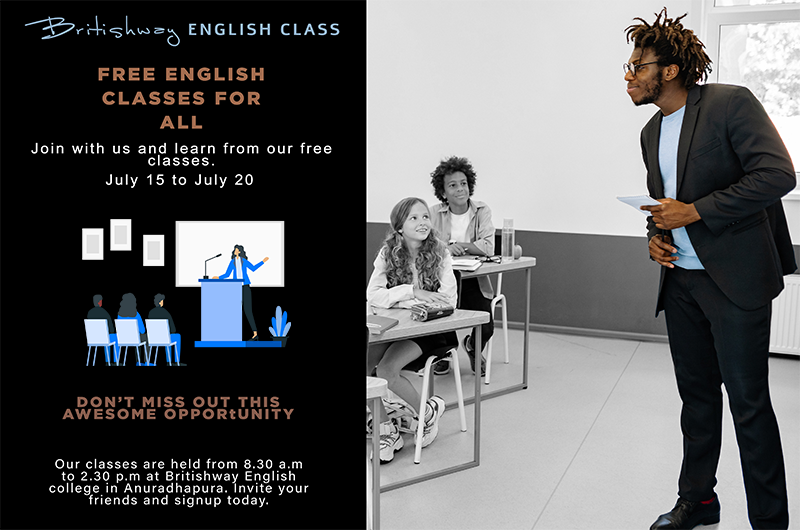 Britishway ENGLISH CLASS
FREE ENGLISH
CLASSES FOR
ALL
Join with us and learn from our free
classes.
July 15 to July 20
DON'T MISS OUT THIS
AWESOME OPPORtUNITY
Our classes are held from 8.30 a.m
to 2.30 p.m at Britishway English
college in Anuradhapura. Invite your
friends and signup today.